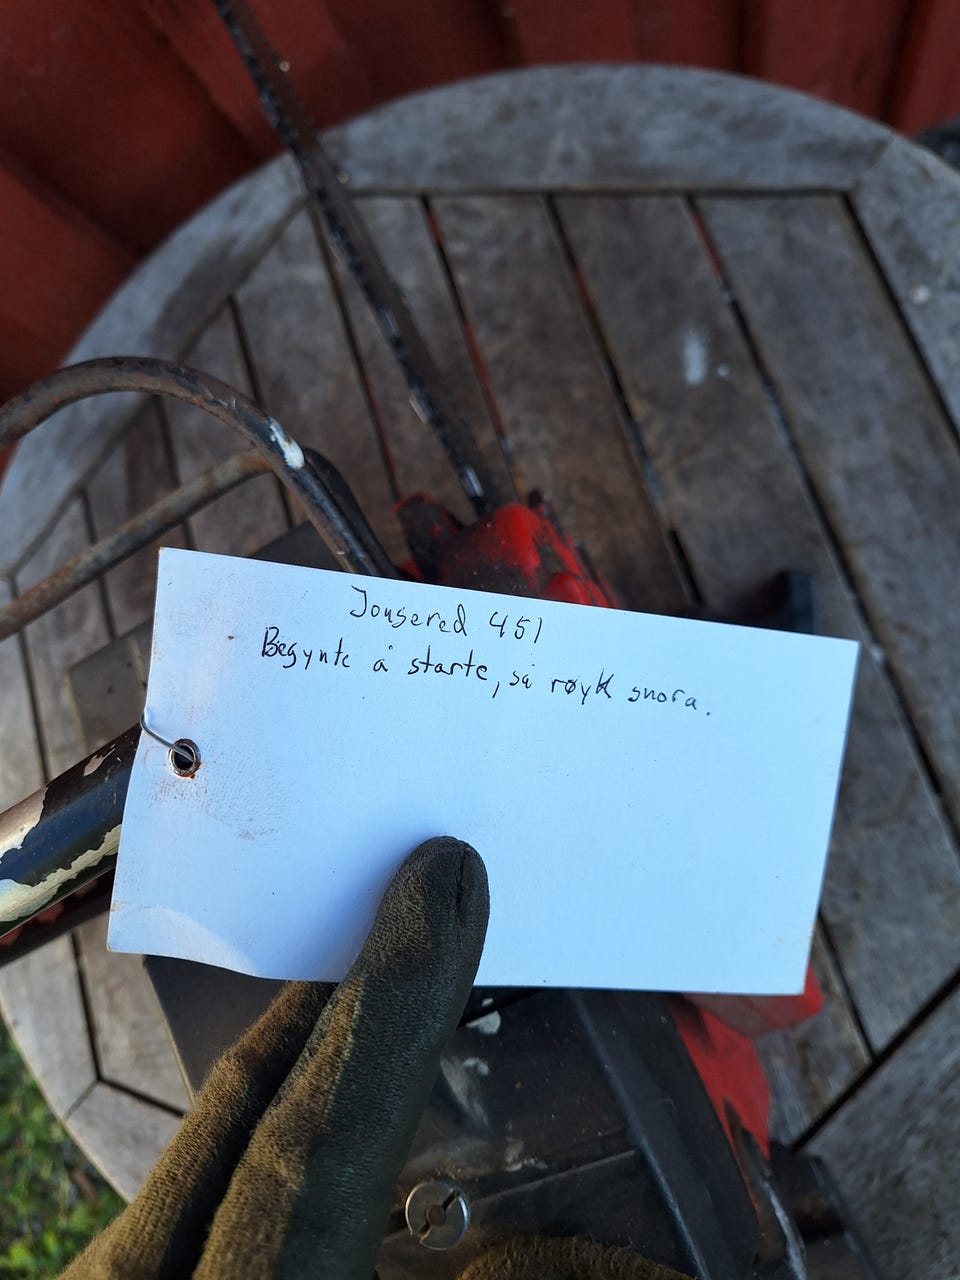 Jonsered 451
Begynte å starte, så røyk snora.